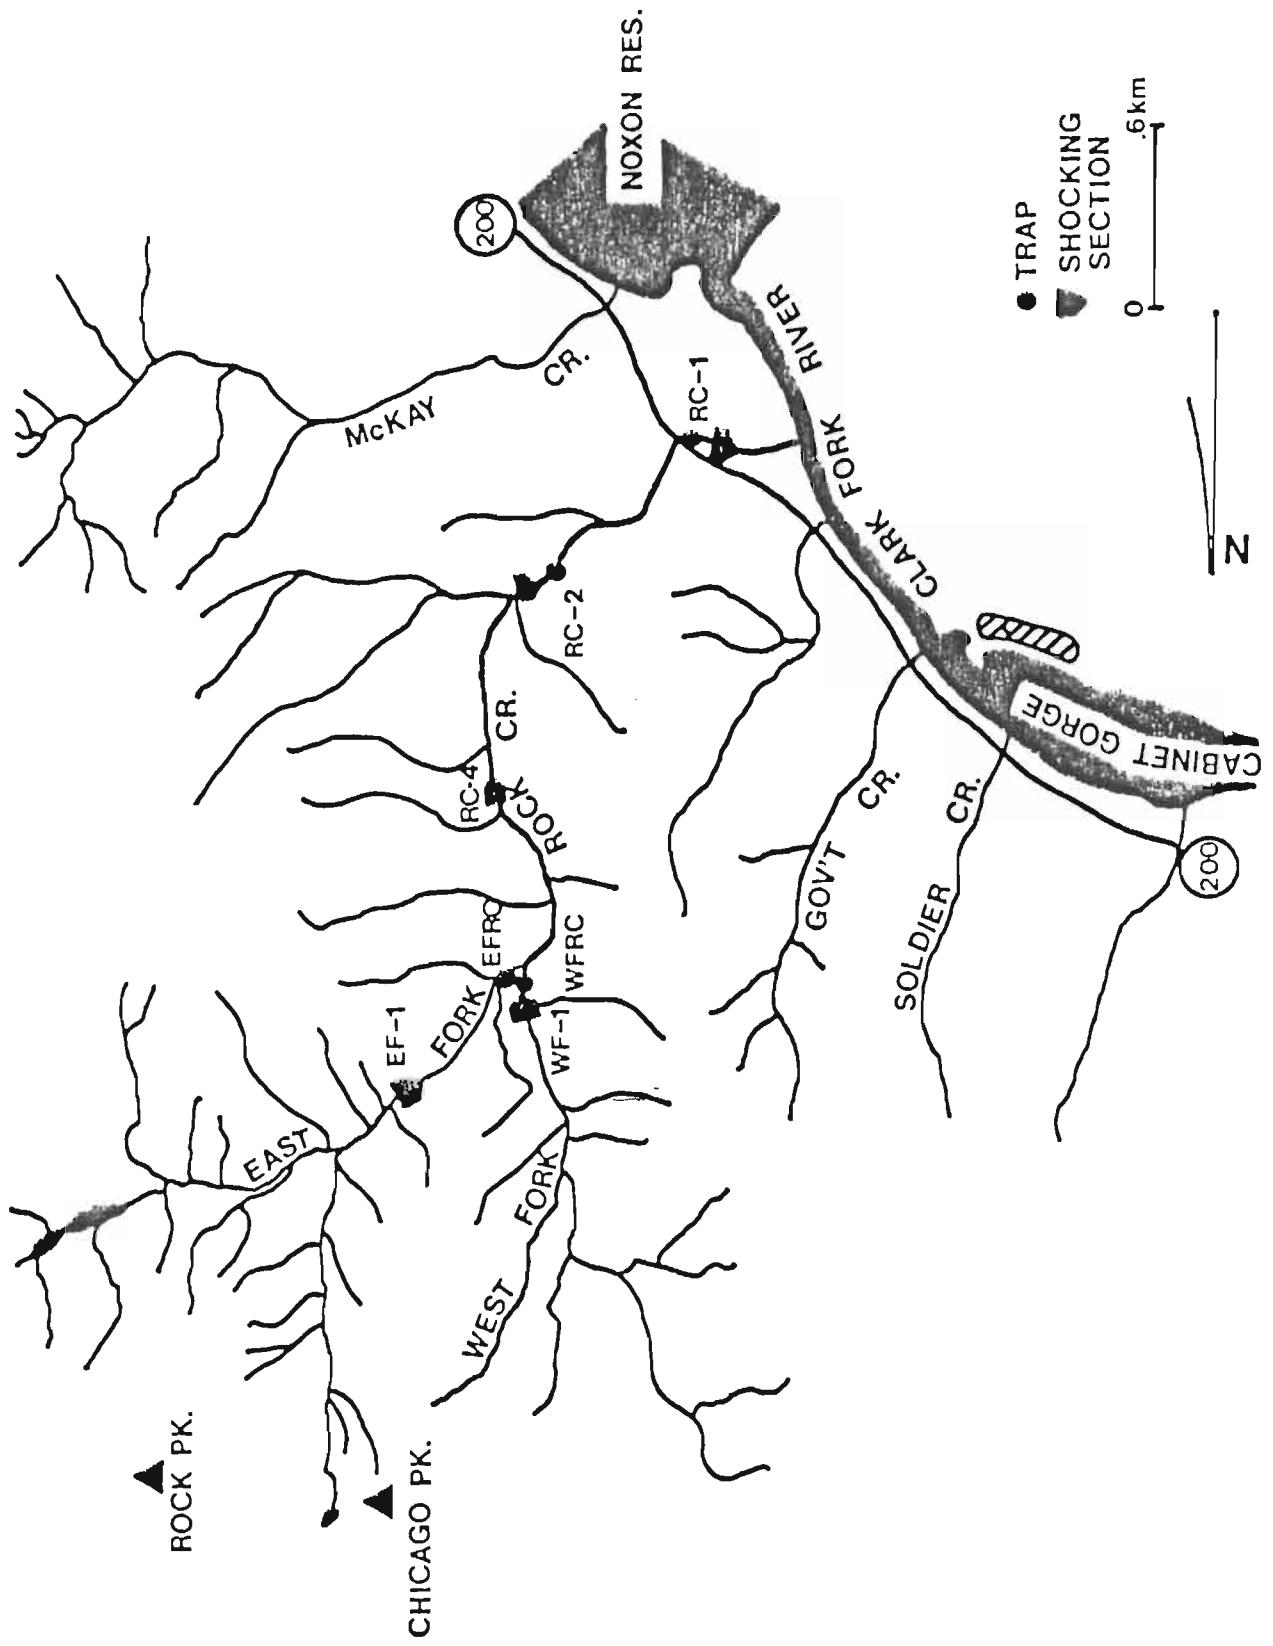 NOXON RES.
200
McKAY
CR.
RC-1
CLARK FORK RIVER
TRAP
SHOCKING
SECTION
0
.6km
N
RC-2
RC-4
ROCK
CR.
CABINET GORGE
GOV'T
CR.
SOLDIER
CR.
200
EFRC
WFRC
EF-1
WF-1
EAST
FORK
WEST
FORK
ROCK PK.
CHICAGO PK.